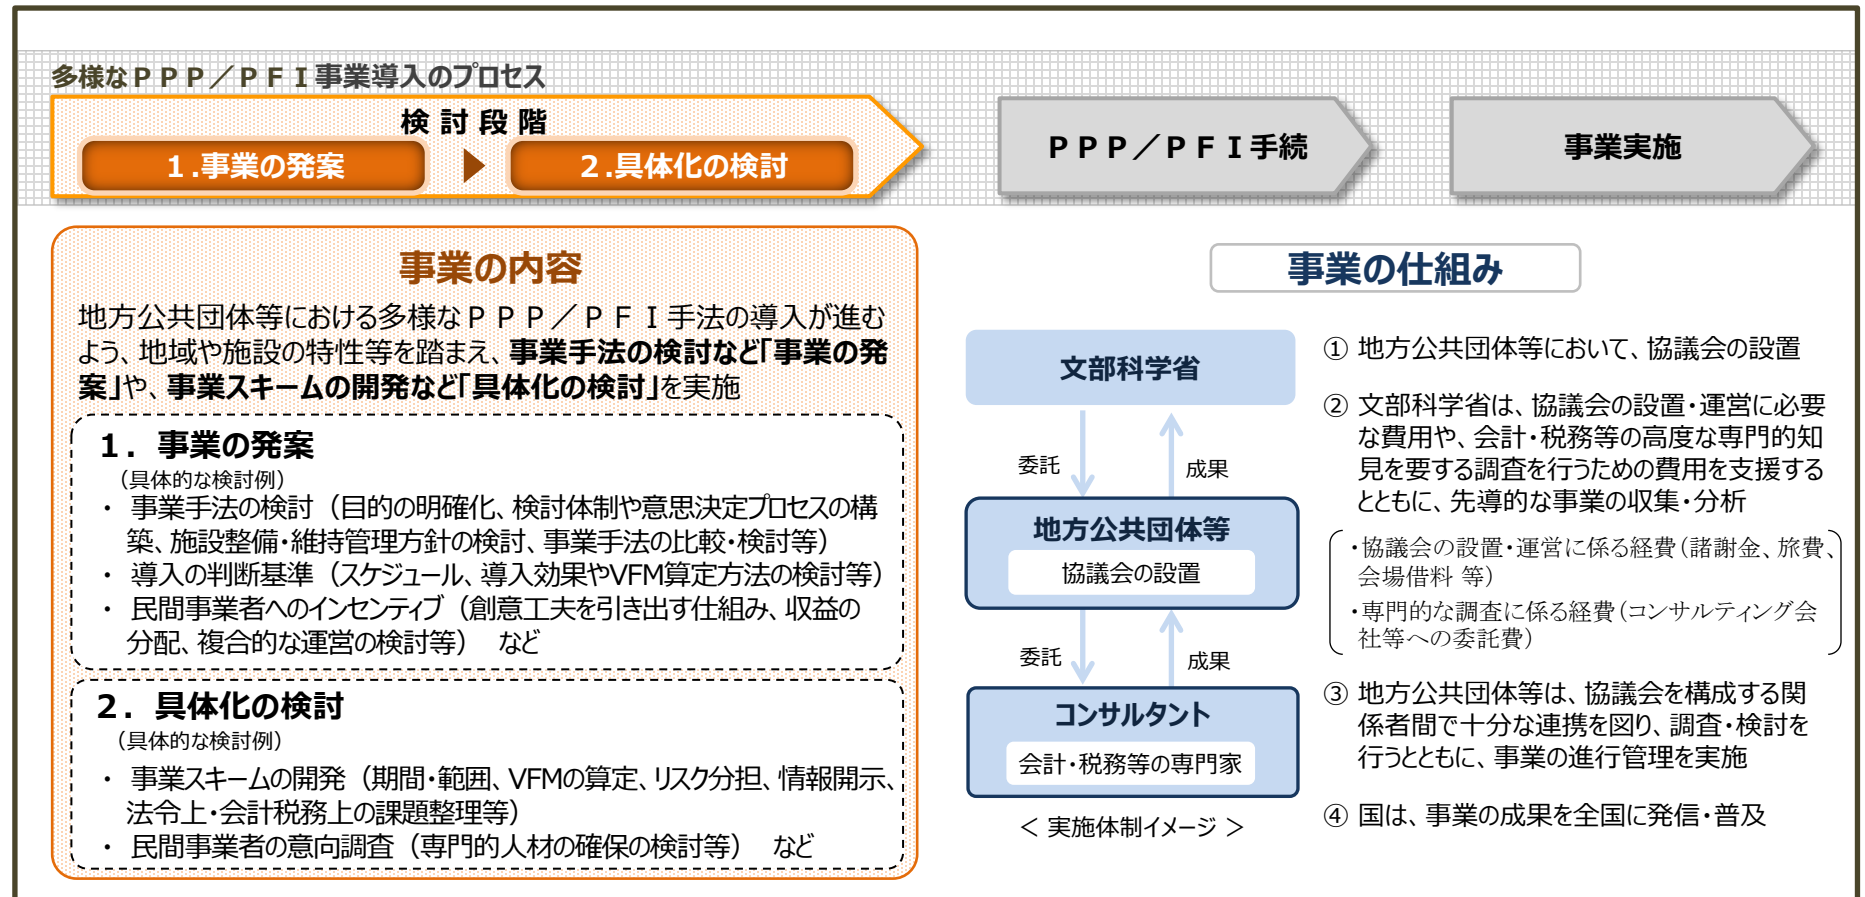 多様なＰＰＰ／ＰＦＩ事業導入のプロセス
検 討 段 階
１.事業の発案
２.具体化の検討
ＰＰＰ／ＰＦＩ手続
事業実施
事業の内容
地方公共団体等における多様なＰＰＰ／ＰＦＩ手法の導入が進む
よう、地域や施設の特性等を踏まえ、事業手法の検討など「事業の発
案」や、事業スキームの開発など「具体化の検討」を実施
１．事業の発案
（具体的な検討例）
・ 事業手法の検討（目的の明確化、検討体制や意思決定プロセスの構
築、施設整備・維持管理方針の検討、事業手法の比較・検討等）
・ 導入の判断基準（スケジュール、導入効果やVFM算定方法の検討等）
・ 民間事業者へのインセンティブ（創意工夫を引き出す仕組み、収益の
分配、複合的な運営の検討等） など
２．具体化の検討
（具体的な検討例）
・ 事業スキームの開発（期間・範囲、VFMの算定、リスク分担、情報開示、
法令上・会計税務上の課題整理等）
・ 民間事業者の意向調査（専門的人材の確保の検討等） など
事業の仕組み
文部科学省
委託
成果
地方公共団体等
協議会の設置
委託
成果
コンサルタント
会計・税務等の専門家
＜ 実施体制イメージ ＞
① 地方公共団体等において、協議会の設置
② 文部科学省は、協議会の設置・運営に必要
な費用や、会計・税務等の高度な専門的知
見を要する調査を行うための費用を支援する
とともに、先導的な事業の収集・分析
・協議会の設置・運営に係る経費（諸謝金、旅費、
会場借料 等）
・専門的な調査に係る経費（コンサルティング会
社等への委託費）
③ 地方公共団体等は、協議会を構成する関
係者間で十分な連携を図り、調査・検討を
行うとともに、事業の進行管理を実施
④ 国は、事業の成果を全国に発信・普及